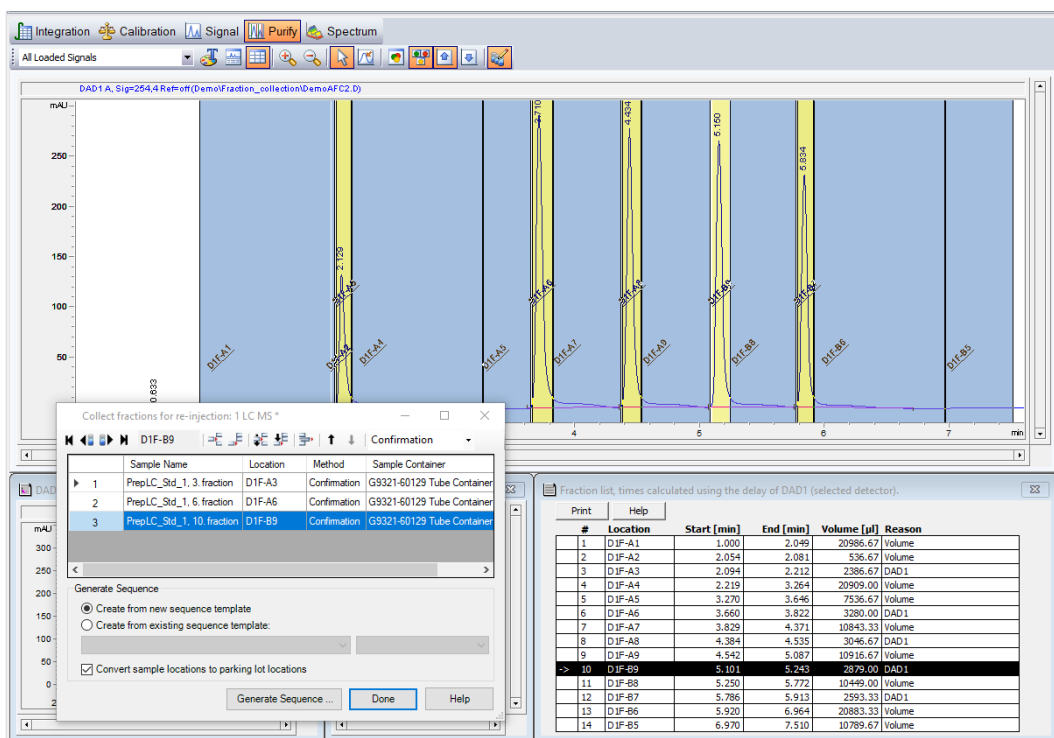 Integration Calibration Signal Purify Spectrum
All Loaded Signals
DAD1 A, Sig=254,4 Ref=off (Demo\Fraction_collection\DemoAFC2.D)
mAU
250
200
150
100
50
0.633
2.129
3.710
4.434
5.150
5.834
D1F-A1
D1F-A2
D1F-A4
D1F-A5
D1F-A6
D1F-A7
D1F-A8
D1F-A9
D1F-B8
D1F-B6
D1F-B5
4 5 6 7 min
Collect fractions for re-injection: 1 LC MS *
D1F-B9 Confirmation
Sample Name Location Method Sample Container
1 PrepLC_Std_1, 3. fraction D1F-A3 Confirmation G9321-60129 Tube Container
2 PrepLC_Std_1, 6. fraction D1F-A6 Confirmation G9321-60129 Tube Container
3 PrepLC_Std_1, 10. fraction D1F-B9 Confirmation G9321-60129 Tube Container
Generate Sequence
Create from new sequence template
Create from existing sequence template:
Convert sample locations to parking lot locations
Generate Sequence ... Done Help
DAD
mAU
300
250
200
150
100
50
0
2
Fraction list, times calculated using the delay of DAD1 (selected detector).
Print Help
# Location Start [min] End [min] Volume [µl] Reason
1 D1F-A1 1.000 2.049 20986.67 Volume
2 D1F-A2 2.054 2.081 536.67 Volume
3 D1F-A3 2.094 2.212 2386.67 DAD1
4 D1F-A4 2.219 3.264 20909.00 Volume
5 D1F-A5 3.270 3.646 7536.67 Volume
6 D1F-A6 3.660 3.822 3280.00 DAD1
7 D1F-A7 3.829 4.371 10843.33 Volume
8 D1F-A8 4.384 4.535 3046.67 DAD1
9 D1F-A9 4.542 5.087 10916.67 Volume
-> 10 D1F-B9 5.101 5.243 2879.00 DAD1
11 D1F-B8 5.250 5.772 10449.00 Volume
12 D1F-B7 5.786 5.913 2593.33 DAD1
13 D1F-B6 5.920 6.964 20883.33 Volume
14 D1F-B5 6.970 7.510 10789.67 Volume